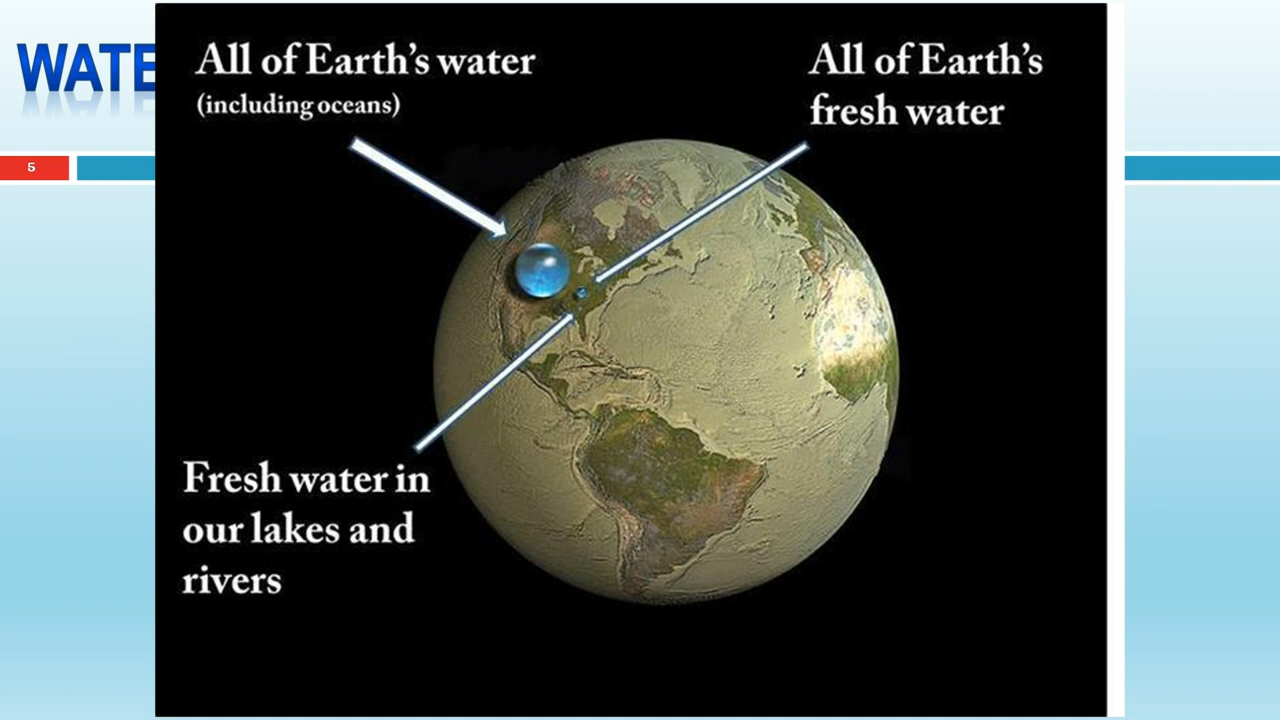 WATE
5
All of Earth's water
(including oceans)
All of Earth's
fresh water
Fresh water in
our lakes and
rivers